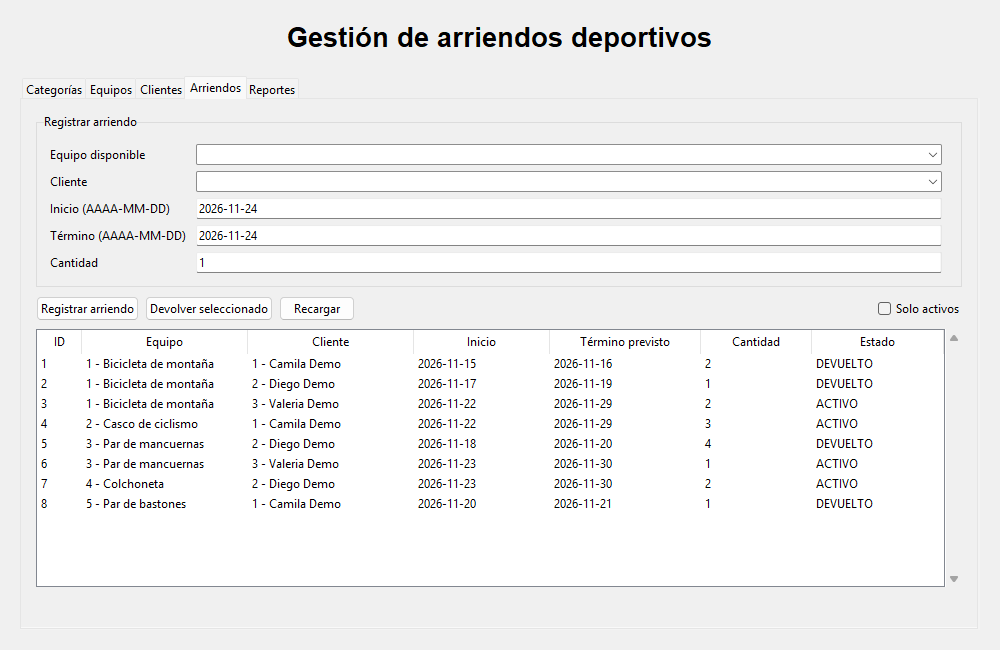 Gestión de arriendos deportivos
Categorías Equipos Clientes Arriendos Reportes
Registrar arriendo
Equipo disponible
Cliente
Inicio (AAAA-MM-DD) 2026-11-24
Término (AAAA-MM-DD) 2026-11-24
Cantidad 1
Registrar arriendo Devolver seleccionado Recargar Solo activos
ID Equipo Cliente Inicio Término previsto Cantidad Estado
1 1 - Bicicleta de montaña 1 - Camila Demo 2026-11-15 2026-11-16 2 DEVUELTO
2 1 - Bicicleta de montaña 2 - Diego Demo 2026-11-17 2026-11-19 1 DEVUELTO
3 1 - Bicicleta de montaña 3 - Valeria Demo 2026-11-22 2026-11-29 2 ACTIVO
4 2 - Casco de ciclismo 1 - Camila Demo 2026-11-22 2026-11-29 3 ACTIVO
5 3 - Par de mancuernas 2 - Diego Demo 2026-11-18 2026-11-20 4 DEVUELTO
6 3 - Par de mancuernas 3 - Valeria Demo 2026-11-23 2026-11-30 1 ACTIVO
7 4 - Colchoneta 2 - Diego Demo 2026-11-23 2026-11-30 2 ACTIVO
8 5 - Par de bastones 1 - Camila Demo 2026-11-20 2026-11-21 1 DEVUELTO